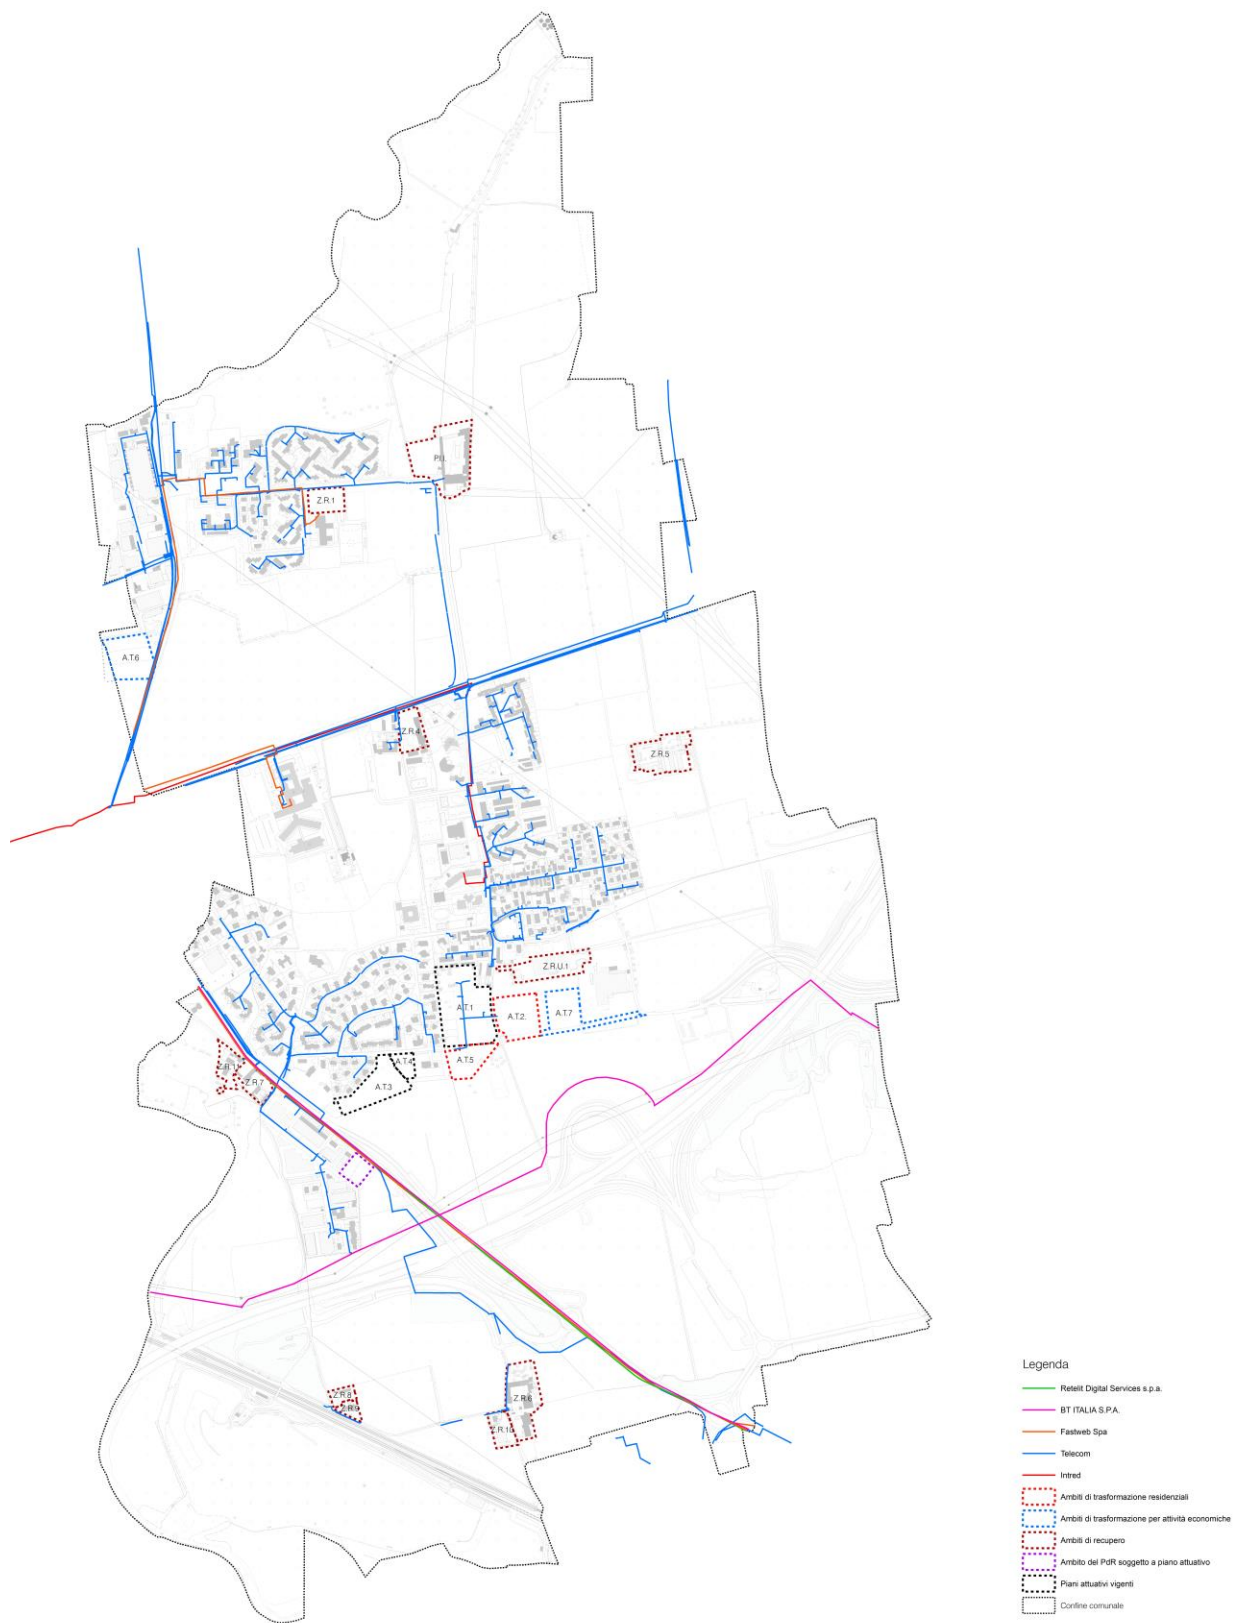 P.I.I.
Z.R.1
A.T.6
Z.R.4
Z.R.5
Z.R.U.1
A.T.1
A.T.2.
A.T.7
A.T.5
A.T.4
A.T.3
Z.R.11
Z.R.7
Z.R.8
Z.R.9
Z.R.6
Z.R.10
Legenda
Retelit Digital Services s.p.a.
BT ITALIA S.P.A.
Fastweb Spa
Telecom
Intred
Ambiti di trasformazione residenziali
Ambiti di trasformazione per attività economiche
Ambiti di recupero
Ambito del PdR soggetto a piano attuativo
Piani attuativi vigenti
Confine comunale